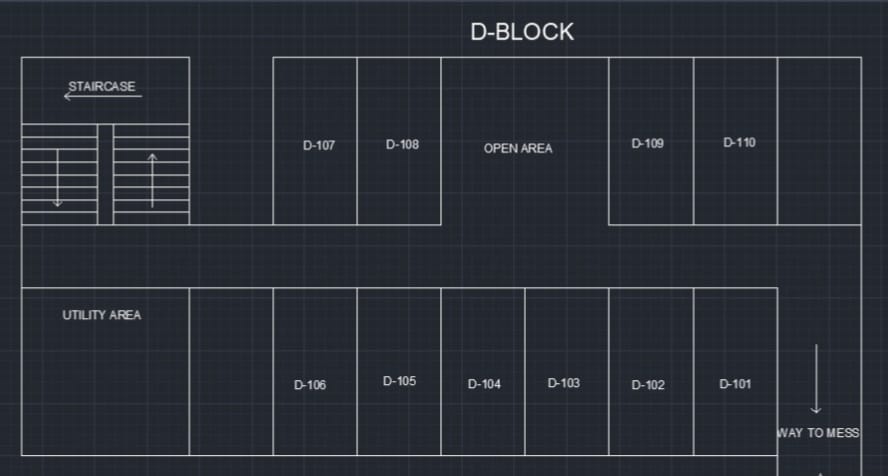 D-BLOCK
STAIRCASE
D-107
D-108
OPEN AREA
D-109
D-110
UTILITY AREA
D-106
D-105
D-104
D-103
D-102
D-101
WAY TO MESS